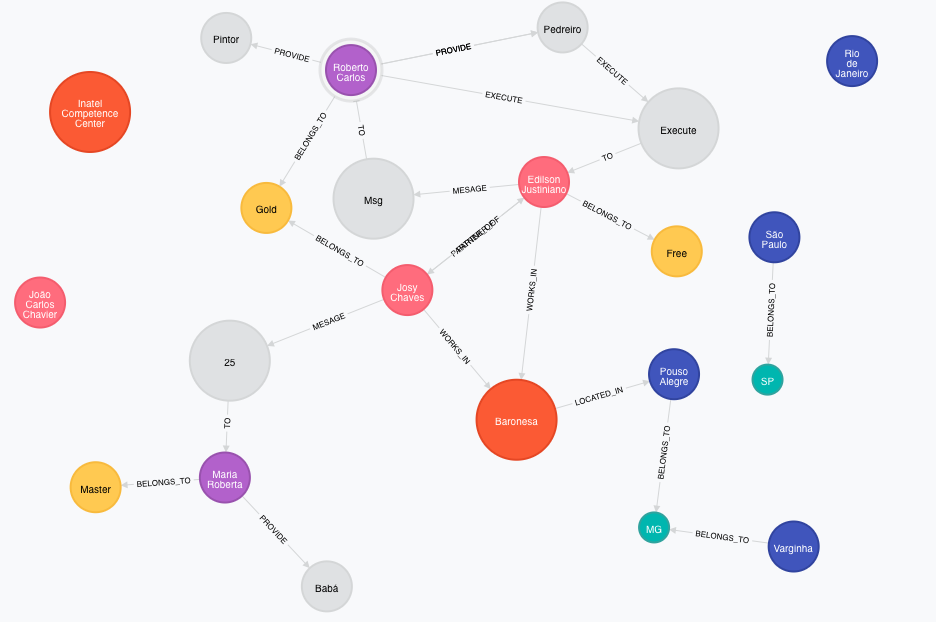 Pintor
PROVIDE
Roberto
Carlos
PROVIDE
Pedreiro
EXECUTE
Rio
de
Janeiro
Inatel
Competence
Center
EXECUTE
Execute
BELONGS_TO
TO
TO
Gold
Msg
MESAGE
Edilson
Justiniano
BELONGS_TO
Free
São
Paulo
BELONGS_TO
Josy
Chaves
WORKS_IN
BELONGS_TO
João
Carlos
Chavier
MESAGE
25
WORKS_IN
Pouso
Alegre
SP
LOCATED_IN
Baronesa
TO
BELONGS_TO
Maria
Roberta
BELONGS_TO
Master
PROVIDE
MG
BELONGS_TO
Varginha
Babá